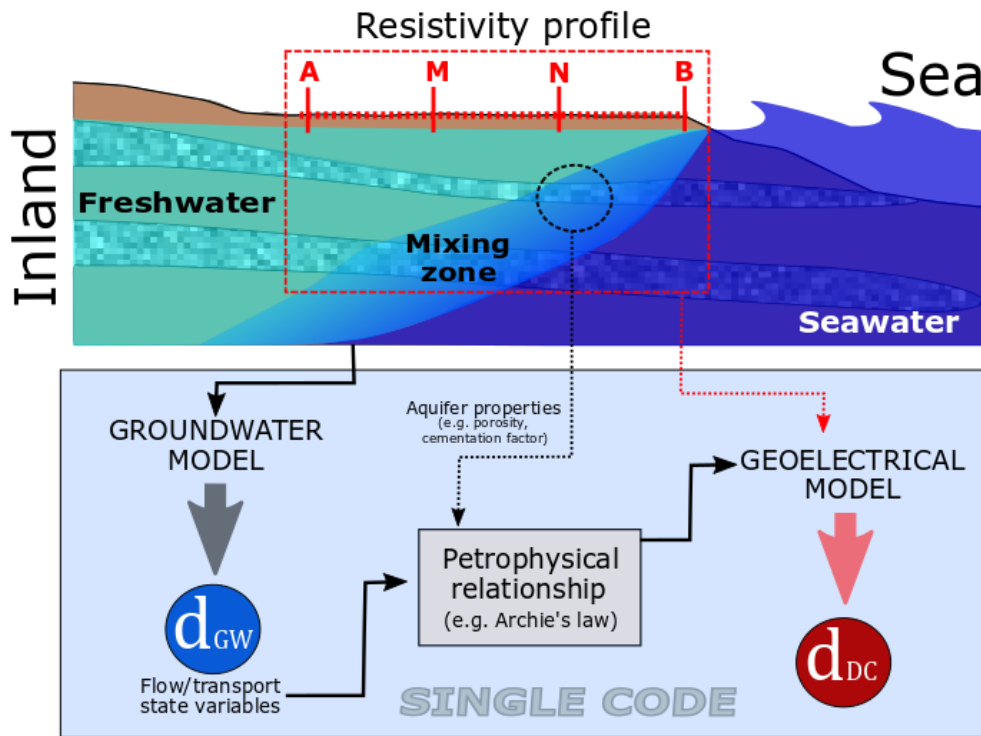 Resistivity profile
A M N B
Sea
Inland
Freshwater
Mixing
zone
Seawater
GROUNDWATER
MODEL
Aquifer properties
(e.g. porosity,
cementation factor)
GEOELECTRICAL
MODEL
Petrophysical
relationship
(e.g. Archie's law)
dGW
Flow/transport
state variables
dDC
SINGLE CODE